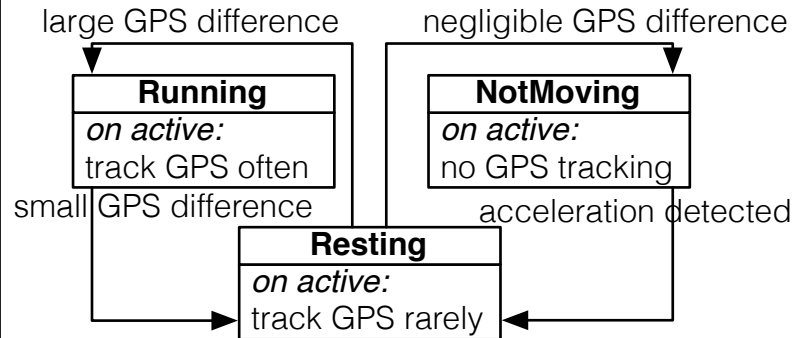 large GPS difference
negligible GPS difference
Running
on active:
track GPS often
NotMoving
on active:
no GPS tracking
small GPS difference
acceleration detected
Resting
on active:
track GPS rarely